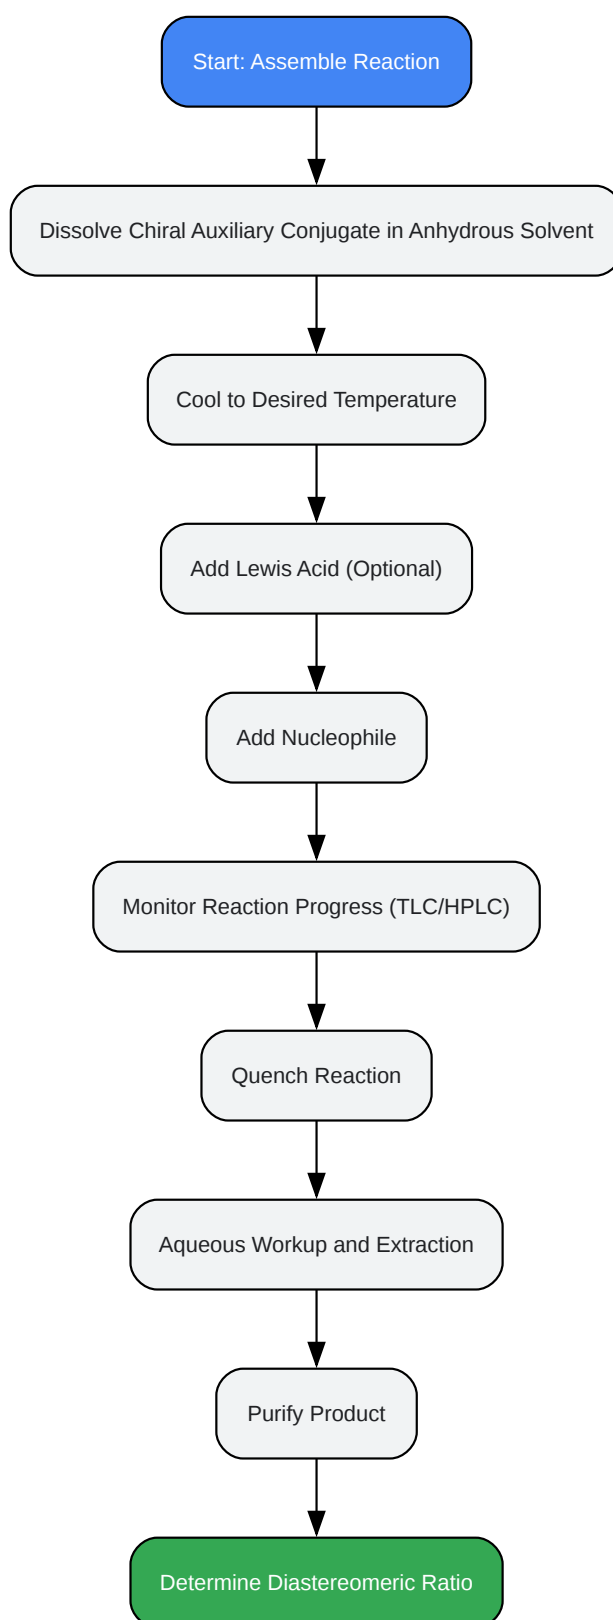 Start: Assemble Reaction
Dissolve Chiral Auxiliary Conjugate in Anhydrous Solvent
Cool to Desired Temperature
Add Lewis Acid (Optional)
Add Nucleophile
Monitor Reaction Progress (TLC/HPLC)
Quench Reaction
Aqueous Workup and Extraction
Purify Product
Determine Diastereomeric Ratio